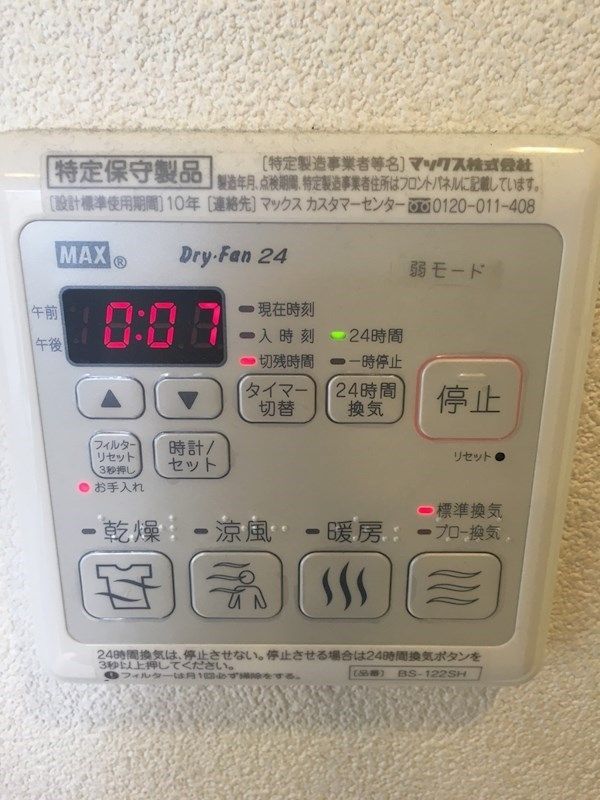 特定保守製品
[特定製造事業者等名] マックス株式会社
製造年月、点検期間、特定製造事業者住所はフロントパネルに記載しています。
[設計標準使用期間] 10年 [連絡先] マックス カスタマーセンター 0120-011-408
MAX® Dry・Fan 24
弱モード
午前
午後
0:07
現在時刻
入時刻
24時間
切残時間
一時停止
▲
▼
タイマー
切替
24時間
換気
停止
フィルター
リセット
3秒押し
時計/
セット
リセット
お手入れ
標準換気
乾燥
涼風
暖房
プロー換気
24時間換気は、停止させない。停止させる場合は24時間換気ボタンを
3秒以上押してください。
フィルターは月1回必ず掃除をする。
(品番) BS-122SH